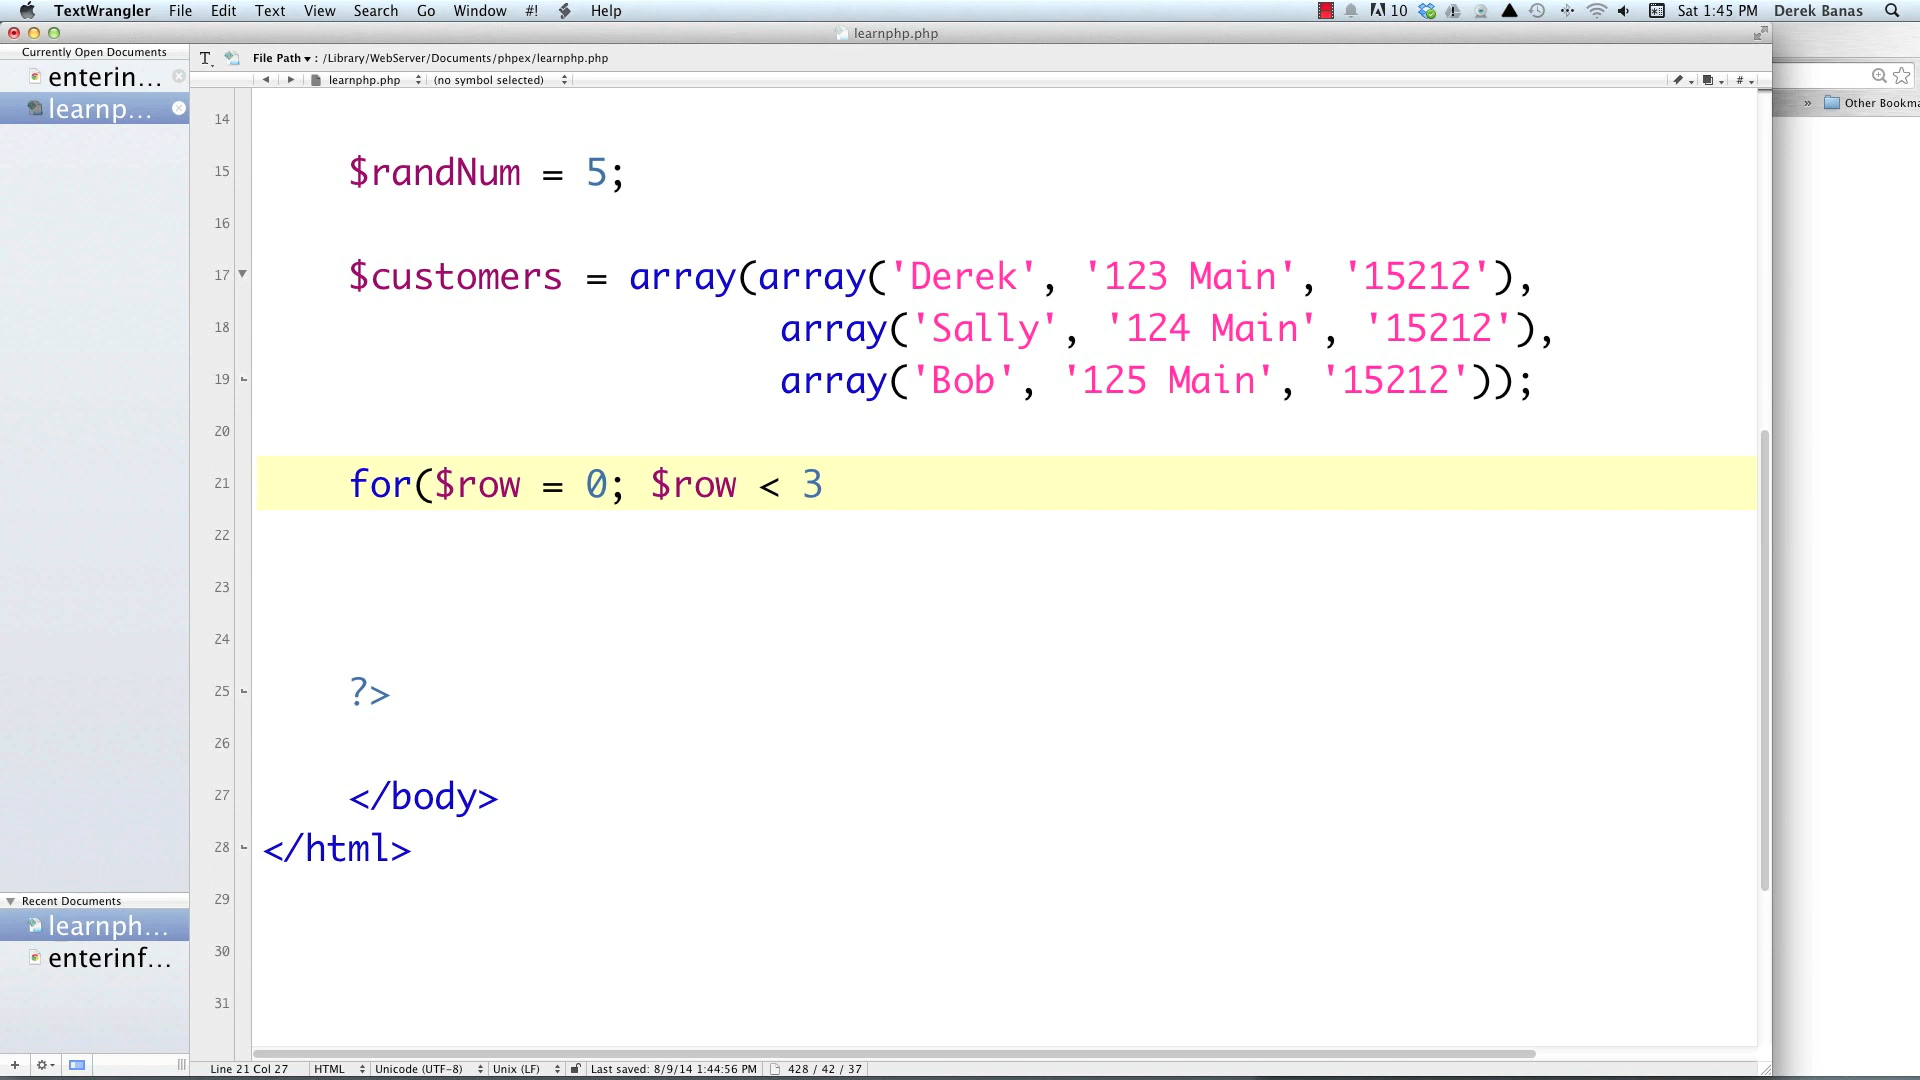 TextWrangler File Edit Text View Search Go Window #! Help 10 Sat 1:45 PM Derek Banas
learnphp.php
Currently Open Documents
enterin...
learnp...
T. File Path ▾ : /Library/WebServer/Documents/phpex/learnphp.php
learnphp.php (no symbol selected) #
» Other Bookma
14
15 $randNum = 5;
16
17 $customers = array(array('Derek', '123 Main', '15212'),
18 array('Sally', '124 Main', '15212'),
19 array('Bob', '125 Main', '15212'));
20
21 for($row = 0; $row < 3
22
23
24
25 ?>
26
27 </body>
28 </html>
29
30
31
Recent Documents
learnph...
enterinf...
Line 21 Col 27 HTML Unicode (UTF-8) Unix (LF) Last saved: 8/9/14 1:44:56 PM 428 / 42 / 37